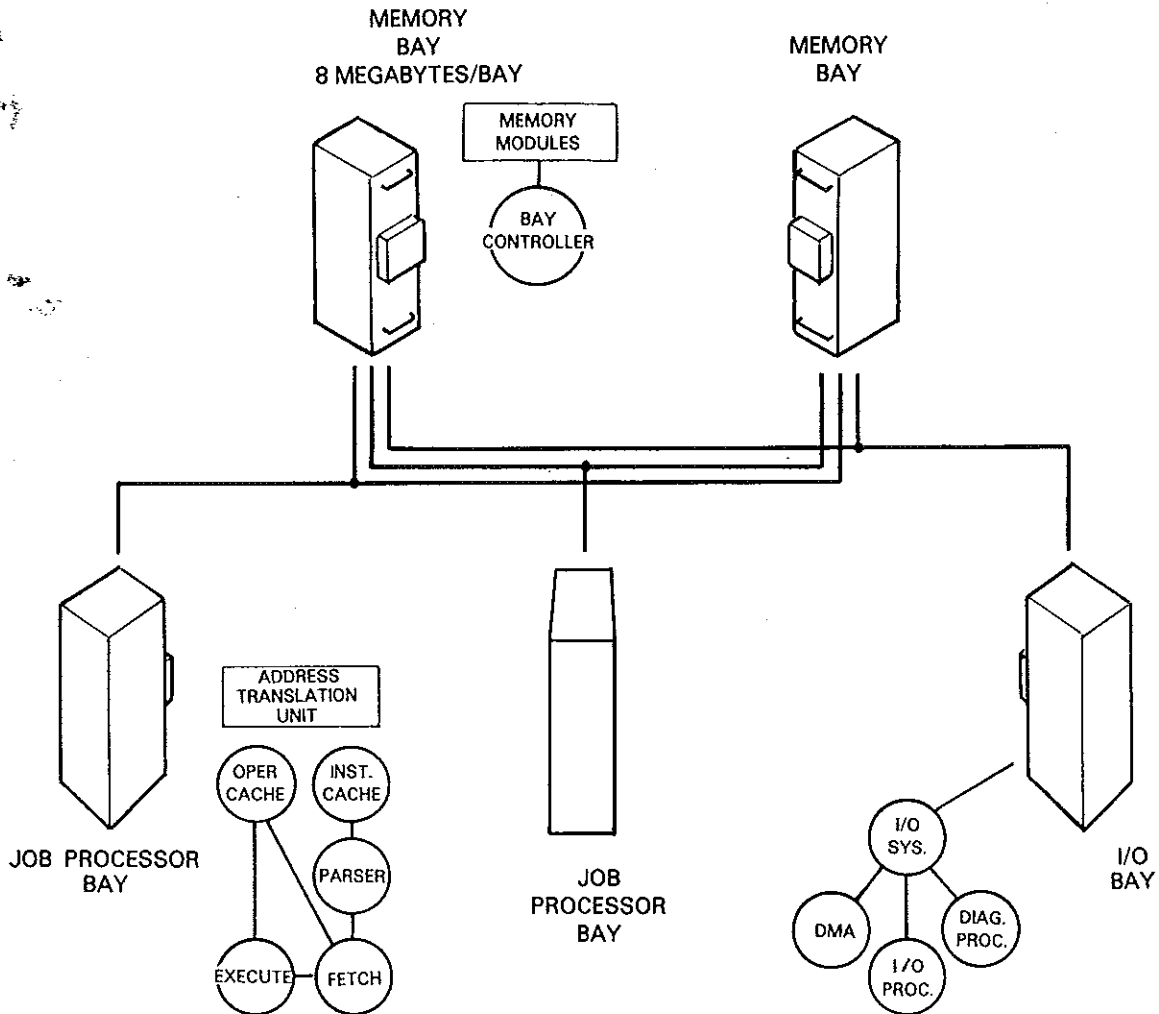 MEMORY
BAY
8 MEGABYTES/BAY
MEMORY
BAY
MEMORY
MODULES
BAY
CONTROLLER
ADDRESS
TRANSLATION
UNIT
OPER
CACHE
INST.
CACHE
PARSER
EXECUTE
FETCH
JOB PROCESSOR
BAY
JOB
PROCESSOR
BAY
I/O
SYS.
DMA
I/O
PROC.
DIAG.
PROC.
I/O
BAY